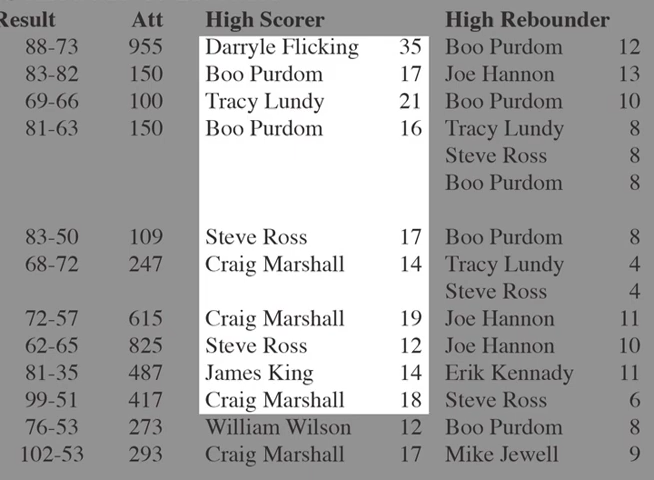 Result Att High Scorer High Rebounder
88-73 955 Darryle Flicking 35 Boo Purdom 12
83-82 150 Boo Purdom 17 Joe Hannon 13
69-66 100 Tracy Lundy 21 Boo Purdom 10
81-63 150 Boo Purdom 16 Tracy Lundy 8
Steve Ross 8
Boo Purdom 8
83-50 109 Steve Ross 17 Boo Purdom 8
68-72 247 Craig Marshall 14 Tracy Lundy 4
Steve Ross 4
72-57 615 Craig Marshall 19 Joe Hannon 11
62-65 825 Steve Ross 12 Joe Hannon 10
81-35 487 James King 14 Erik Kennady 11
99-51 417 Craig Marshall 18 Steve Ross 6
76-53 273 William Wilson 12 Boo Purdom 8
102-53 293 Craig Marshall 17 Mike Jewell 9